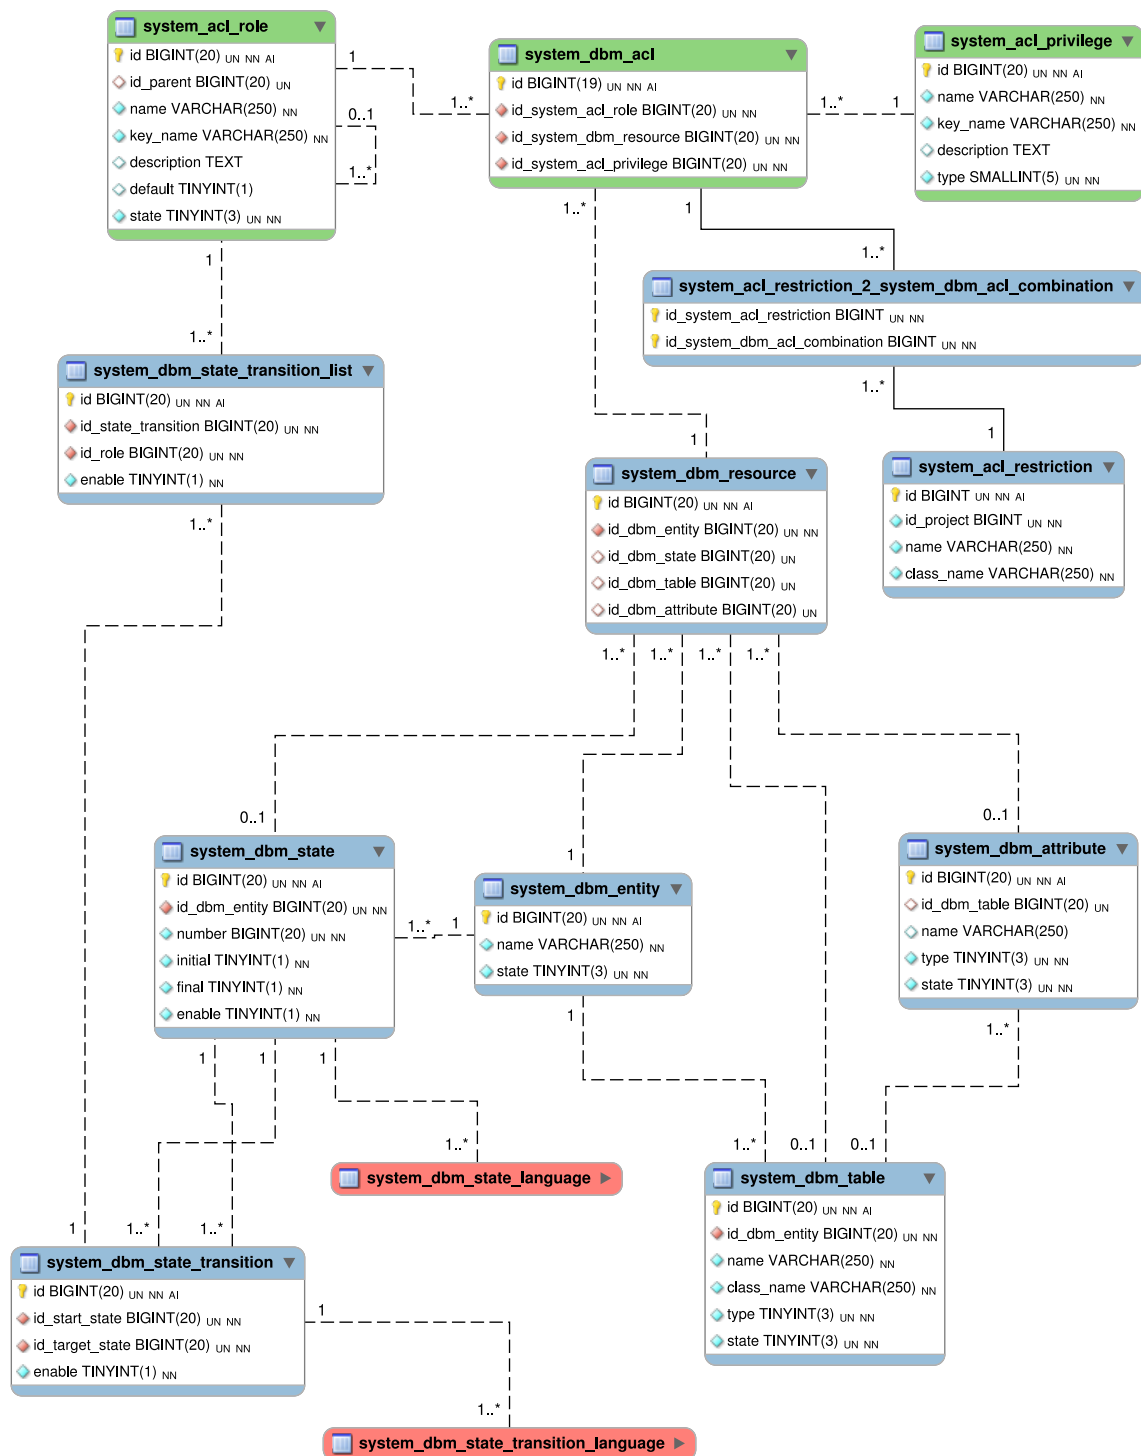 system_acl_role
id BIGINT(20) UN NN AI
id_parent BIGINT(20) UN
name VARCHAR(250) NN
key_name VARCHAR(250) NN
description TEXT
default TINYINT(1)
state TINYINT(3) UN NN
1
1..*
0..1
1..*
system_dbm_acl
id BIGINT(19) UN NN AI
id_system_acl_role BIGINT(20) UN NN
id_system_dbm_resource BIGINT(20) UN NN
id_system_acl_privilege BIGINT(20) UN NN
1..*
1
system_acl_privilege
id BIGINT(20) UN NN AI
name VARCHAR(250) NN
key_name VARCHAR(250) NN
description TEXT
type SMALLINT(5) UN NN
1..*
1
1..*
1
1..*
system_acl_restriction_2_system_dbm_acl_combination
id_system_acl_restriction BIGINT UN NN
id_system_dbm_acl_combination BIGINT UN NN
system_dbm_state_transition_list
id BIGINT(20) UN NN AI
id_state_transition BIGINT(20) UN NN
id_role BIGINT(20) UN NN
enable TINYINT(1) NN
1..*
1..*
1
1
system_dbm_resource
id BIGINT(20) UN NN AI
id_dbm_entity BIGINT(20) UN NN
id_dbm_state BIGINT(20) UN
id_dbm_table BIGINT(20) UN
id_dbm_attribute BIGINT(20) UN
system_acl_restriction
id BIGINT UN NN AI
id_project BIGINT UN NN
name VARCHAR(250) NN
class_name VARCHAR(250) NN
1..*
1..*
1..*
1..*
0..1
1
0..1
system_dbm_state
id BIGINT(20) UN NN AI
id_dbm_entity BIGINT(20) UN NN
number BIGINT(20) UN NN
initial TINYINT(1) NN
final TINYINT(1) NN
enable TINYINT(1) NN
1..*
1
system_dbm_entity
id BIGINT(20) UN NN AI
name VARCHAR(250) NN
state TINYINT(3) UN NN
system_dbm_attribute
id BIGINT(20) UN NN AI
id_dbm_table BIGINT(20) UN
name VARCHAR(250)
type TINYINT(3) UN NN
state TINYINT(3) UN NN
1
1
1
1
1..*
1..*
system_dbm_state_language
1..*
0..1
0..1
system_dbm_table
id BIGINT(20) UN NN AI
id_dbm_entity BIGINT(20) UN NN
name VARCHAR(250) NN
class_name VARCHAR(250) NN
type TINYINT(3) UN NN
state TINYINT(3) UN NN
1
1..*
1..*
system_dbm_state_transition
id BIGINT(20) UN NN AI
id_start_state BIGINT(20) UN NN
id_target_state BIGINT(20) UN NN
enable TINYINT(1) NN
1
1..*
system_dbm_state_transition_language